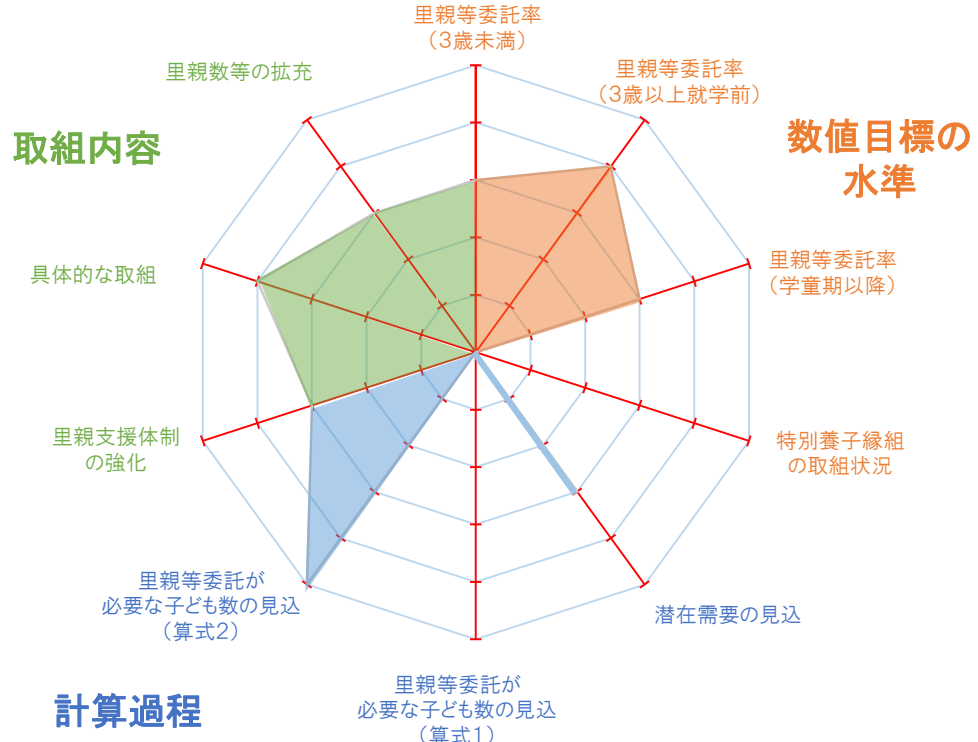 里親等委託率
（3歳未満）
里親数等の拡充
里親等委託率
（3歳以上就学前）
取組内容
数値目標の
水準
具体的な取組
里親等委託率
（学童期以降）
里親支援体制
の強化
特別養子縁組
の取組状況
里親等委託が
必要な子ども数の見込
（算式2）
潜在需要の見込
計算過程
里親等委託が
必要な子ども数の見込
（算式1）